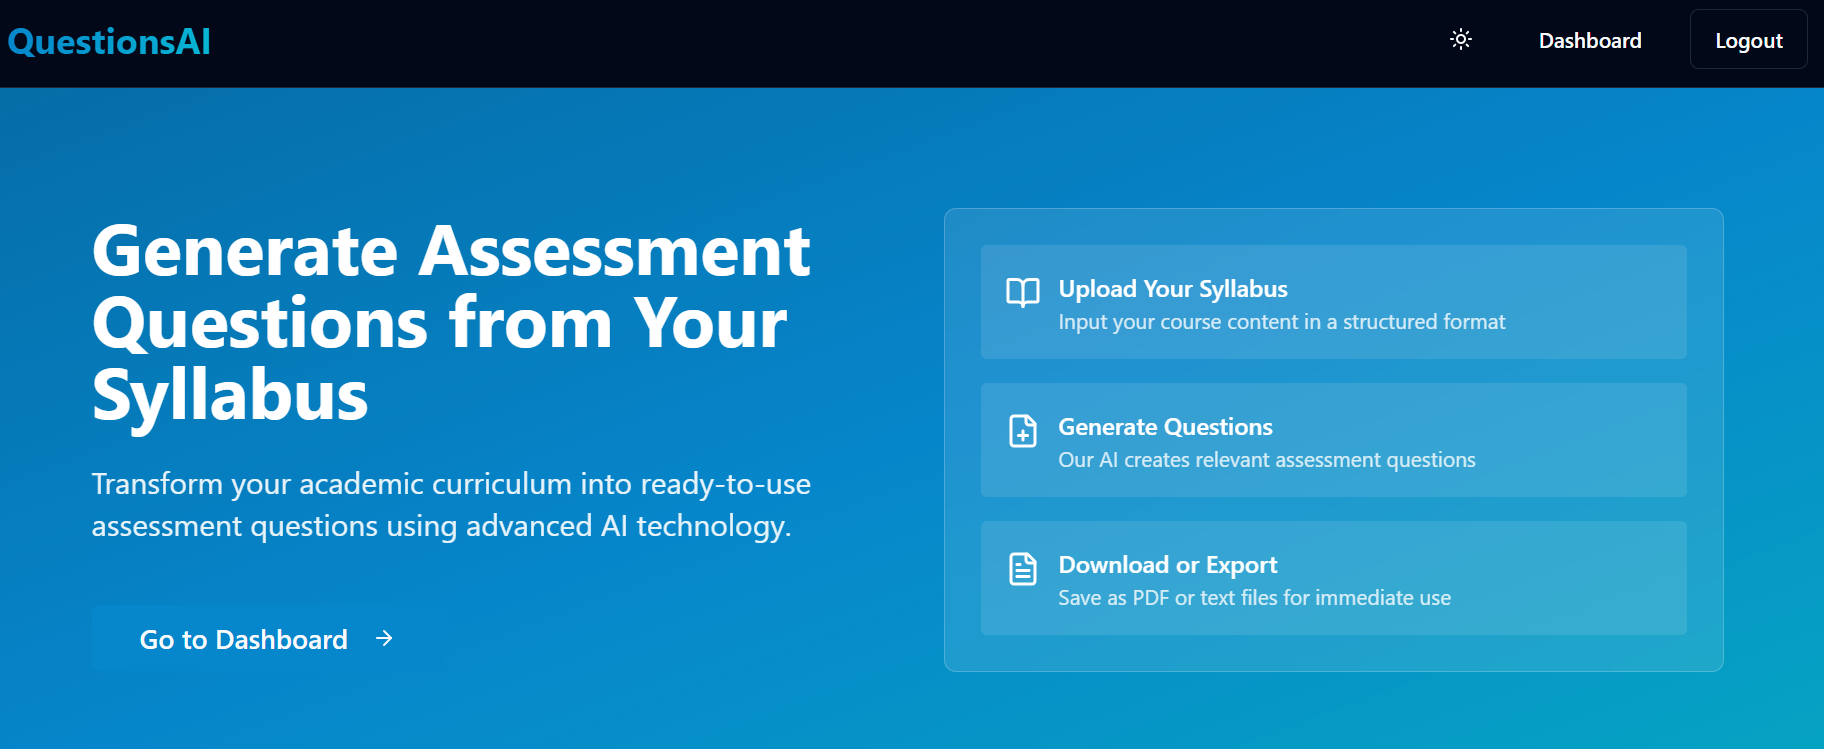 QuestionsAI
Dashboard
Logout
Generate Assessment
Questions from Your
Syllabus
Transform your academic curriculum into ready-to-use
assessment questions using advanced AI technology.
Go to Dashboard
Upload Your Syllabus
Input your course content in a structured format
Generate Questions
Our AI creates relevant assessment questions
Download or Export
Save as PDF or text files for immediate use